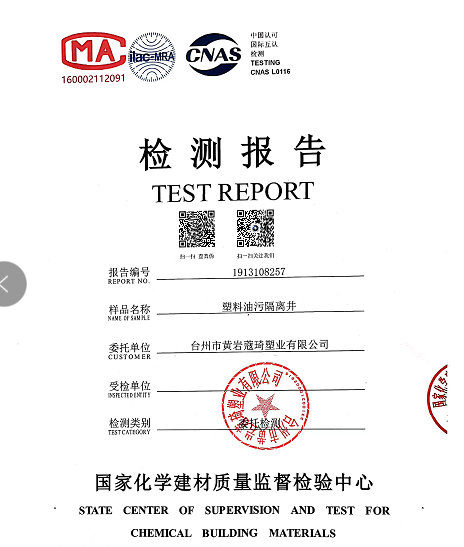 MA
ilac-MRA
CNAS
中国认可
国际互认
检测
TESTING
CNAS L0116
160002112091
检测报告
TEST REPORT
扫一扫 查真伪
扫一扫关注我们
报告编号 1913108257
REPORT NO.
样品名称 塑料油污隔离井
NAME OF SAMPLE
委托单位 台州市黄岩蔻琦塑业有限公司
CUSTOMER
受检单位
INSPECTED ENTITY
检测类别 委托检测
TEST CATEGORY
国家化学建材质量监督检验中心
STATE CENTER OF SUPERVISION AND TEST FOR
CHEMICAL BUILDING MATERIALS